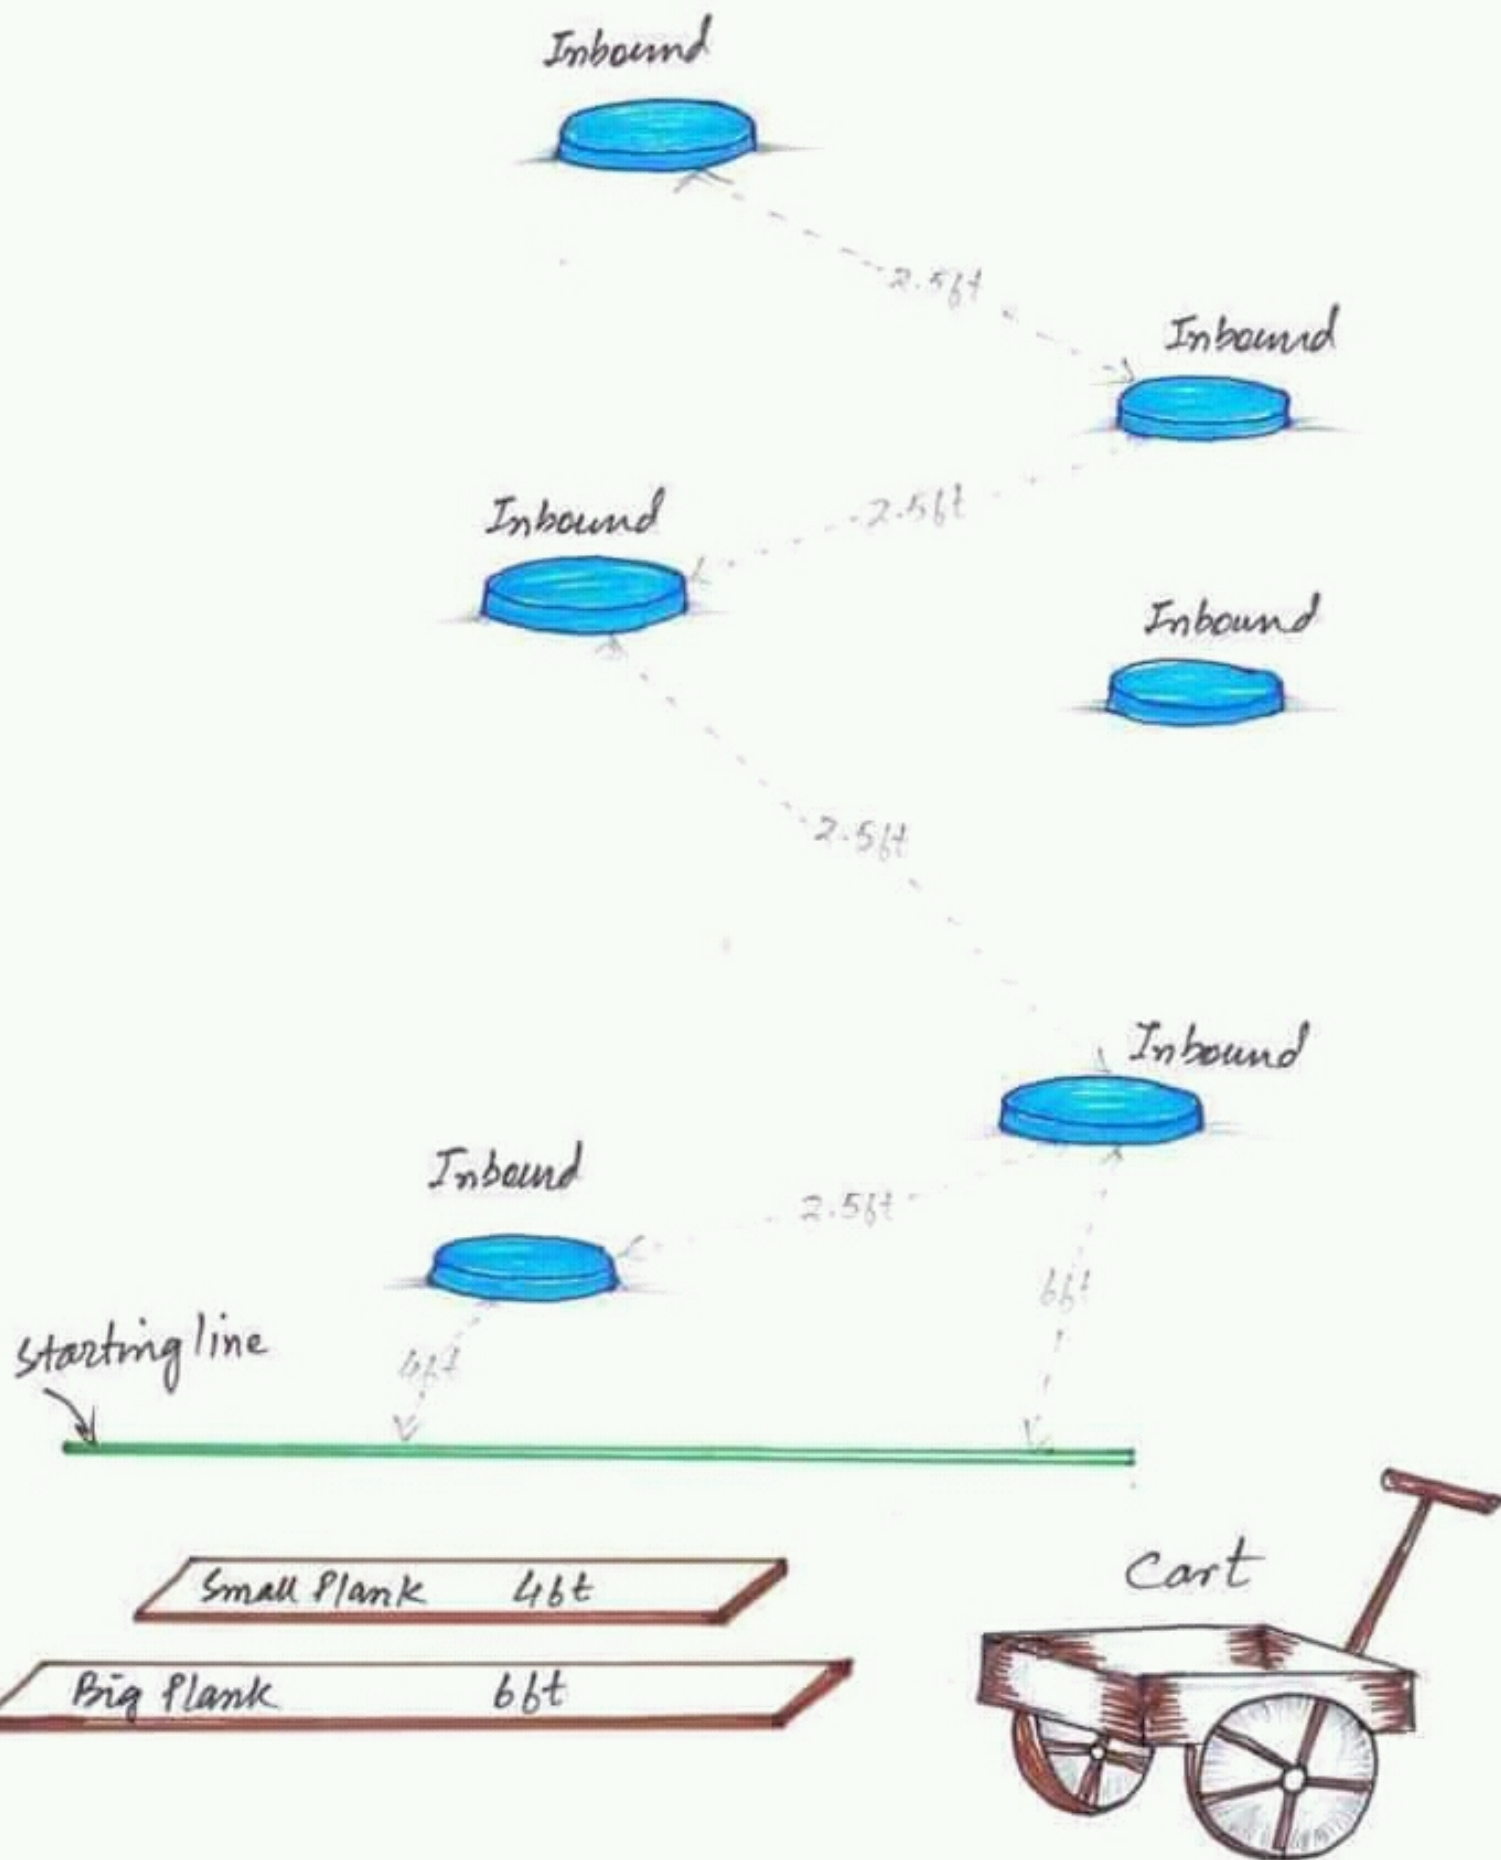 Inbound
2.5ft
Inbound
2.5ft
Inbound
Inbound
2.5ft
Inbound
Inbound
2.5ft
6ft
4ft
Starting line
Small Plank 4ft
Cart
Big Plank 6ft